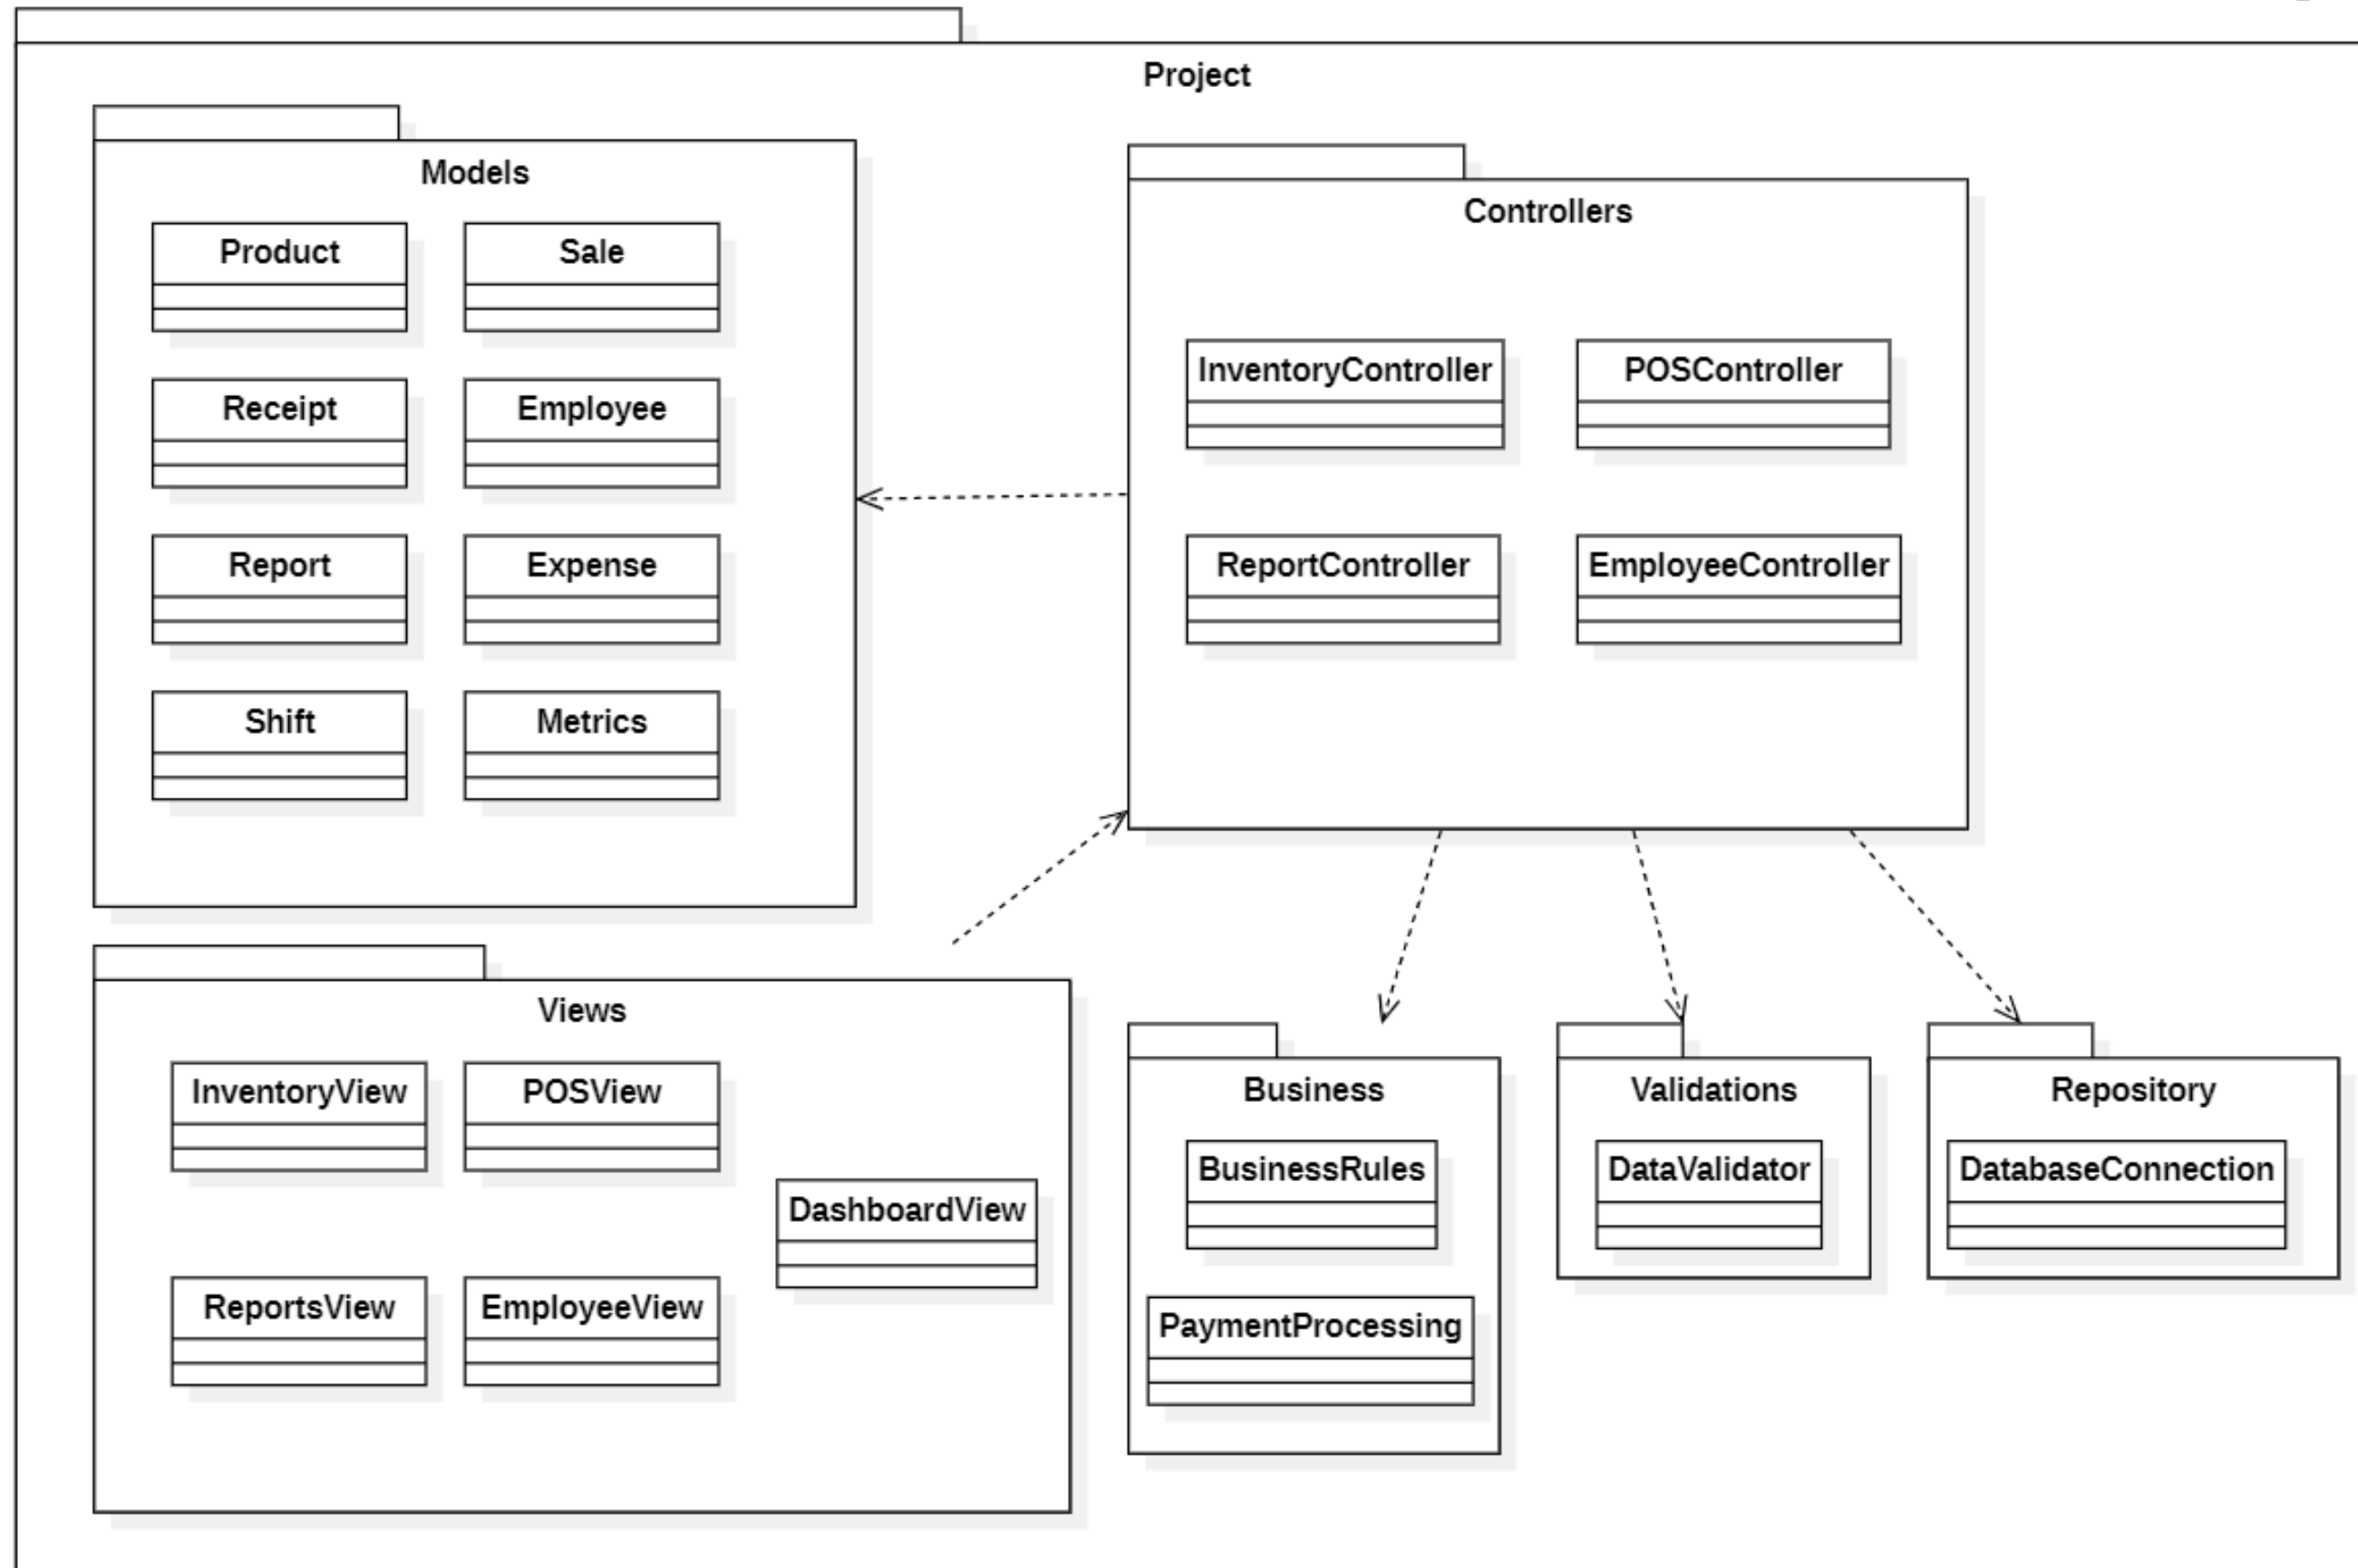 Project
Models
Product
Sale
Receipt
Employee
Report
Expense
Shift
Metrics
Controllers
InventoryController
POSController
ReportController
EmployeeController
Views
InventoryView
POSView
DashboardView
ReportsView
EmployeeView
Business
BusinessRules
PaymentProcessing
Validations
DataValidator
Repository
DatabaseConnection